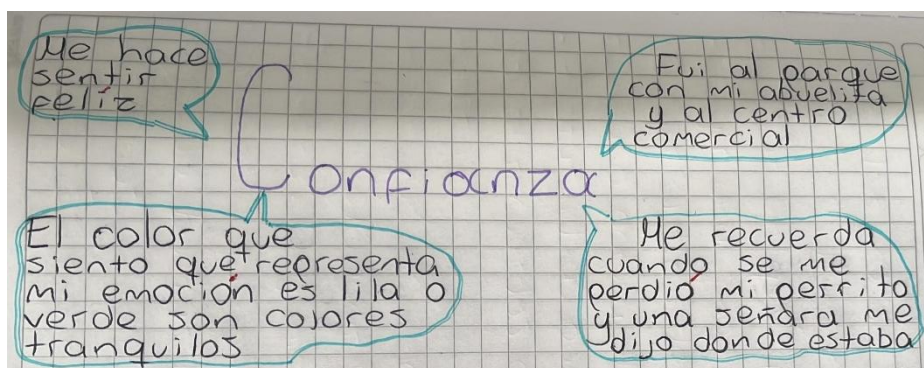 Me hace
sentir
feliz
Fui al parque
con mi abuelita
y al centro
comercial
Confianza
El color que
siento que representa
mi emoción es lila o
verde son colores
tranquilos
Me recuerda
cuando se me
perdió mi perrito
y una señora me
dijo donde estaba